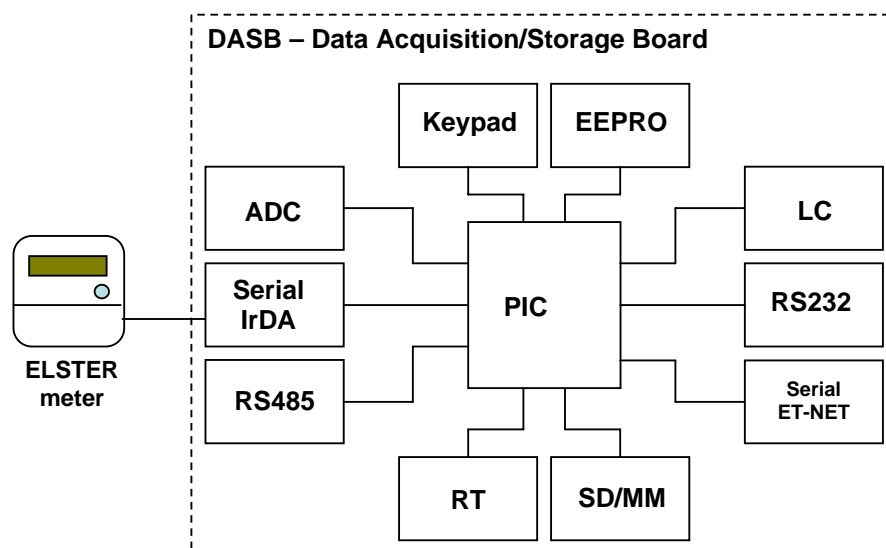 DASB – Data Acquisition/Storage Board
Keypad
EEPRO
ADC
LC
Serial
IrDA
PIC
RS232
ELSTER
meter
RS485
Serial
ET-NET
RT
SD/MM